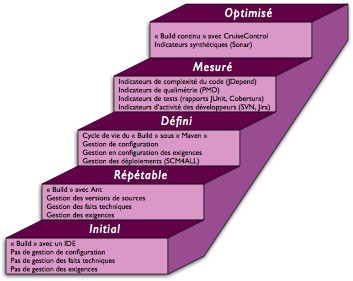 Optimisé
« Build continu » avec CruiseControl
Indicateurs synthétiques (Sonar)
Mesuré
Indicateurs de complexité du code (JDepend)
Indicateurs de qualimétrie (PMD)
Indicateurs de tests (rapports JUnit, Cobertura)
Indicateurs d'activité des développeurs (SVN, Jira)
Défini
Cycle de vie du « Build » sous « Maven »
Gestion de configuration
Gestion en configuration des exigences
Gestion des déploiements (SCM4ALL)
Répétable
« Build » avec Ant
Gestion des versions de sources
Gestion des faits techniques
Gestion des exigences
Initial
« Build » avec un IDE
Pas de gestion de configuration
Pas de gestion des faits techniques
Pas de gestion des exigences